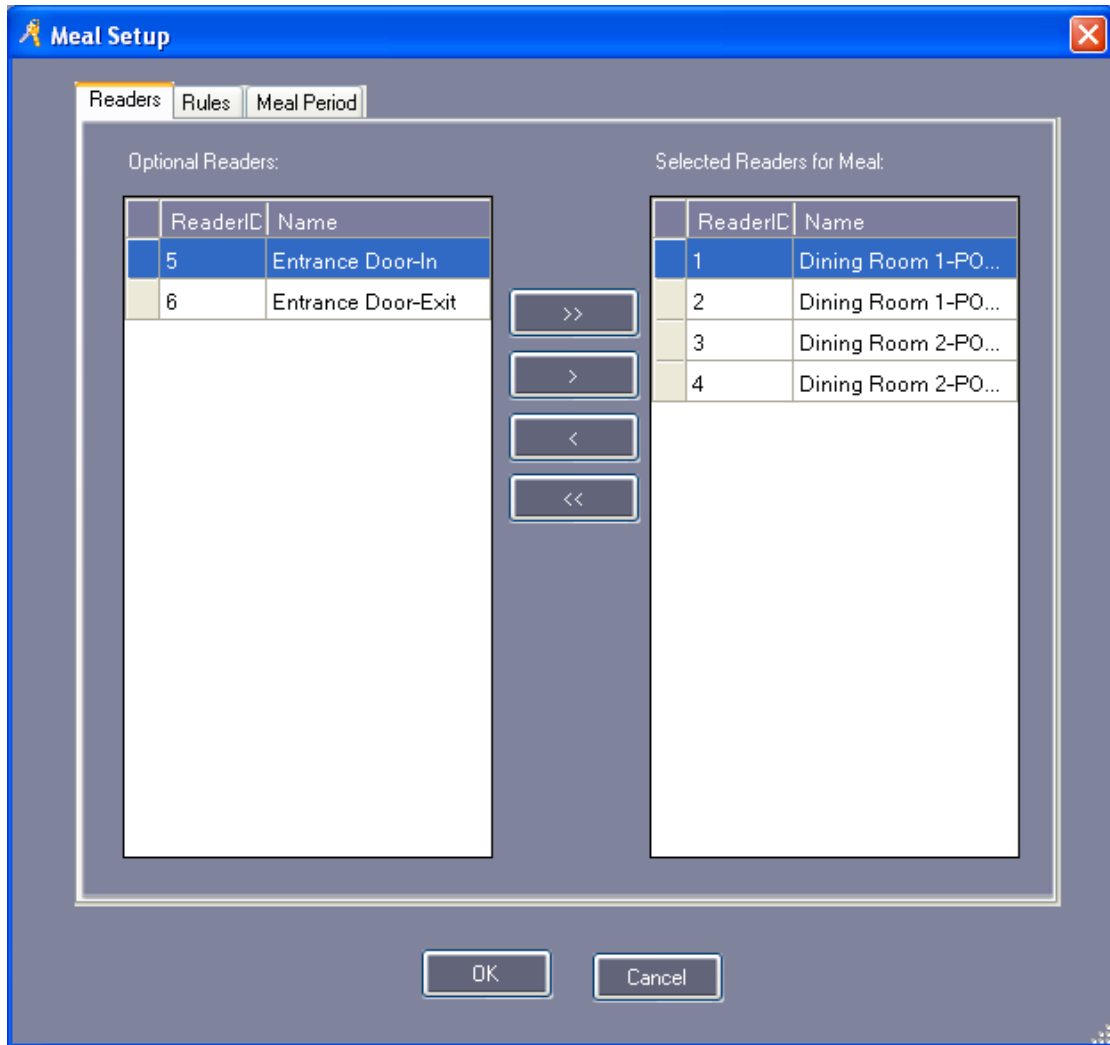 Meal Setup
Readers Rules Meal Period
Optional Readers: Selected Readers for Meal:
ReaderID Name ReaderID Name
5 Entrance Door-In 1 Dining Room 1-PO...
6 Entrance Door-Exit 2 Dining Room 1-PO...
>> 3 Dining Room 2-PO...
> 4 Dining Room 2-PO...
<
<<
OK Cancel